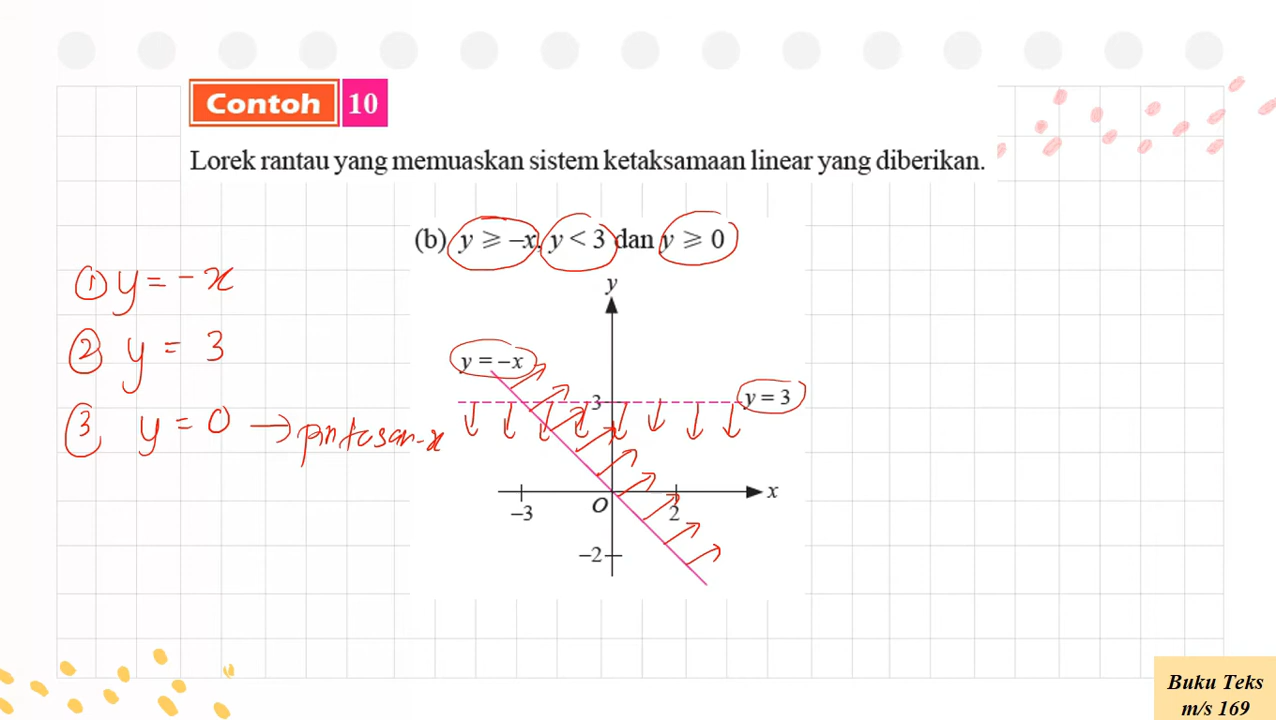 Contoh 10
Lorek rantau yang memuaskan sistem ketaksamaan linear yang diberikan.
(b) y ⩾ –x, y < 3 dan y ⩾ 0
① y = -x
② y = 3
③ y = 0 → pintasan-x
y
y = –x
3
y = 3
–3
O
2
x
–2
Buku Teks
m/s 169